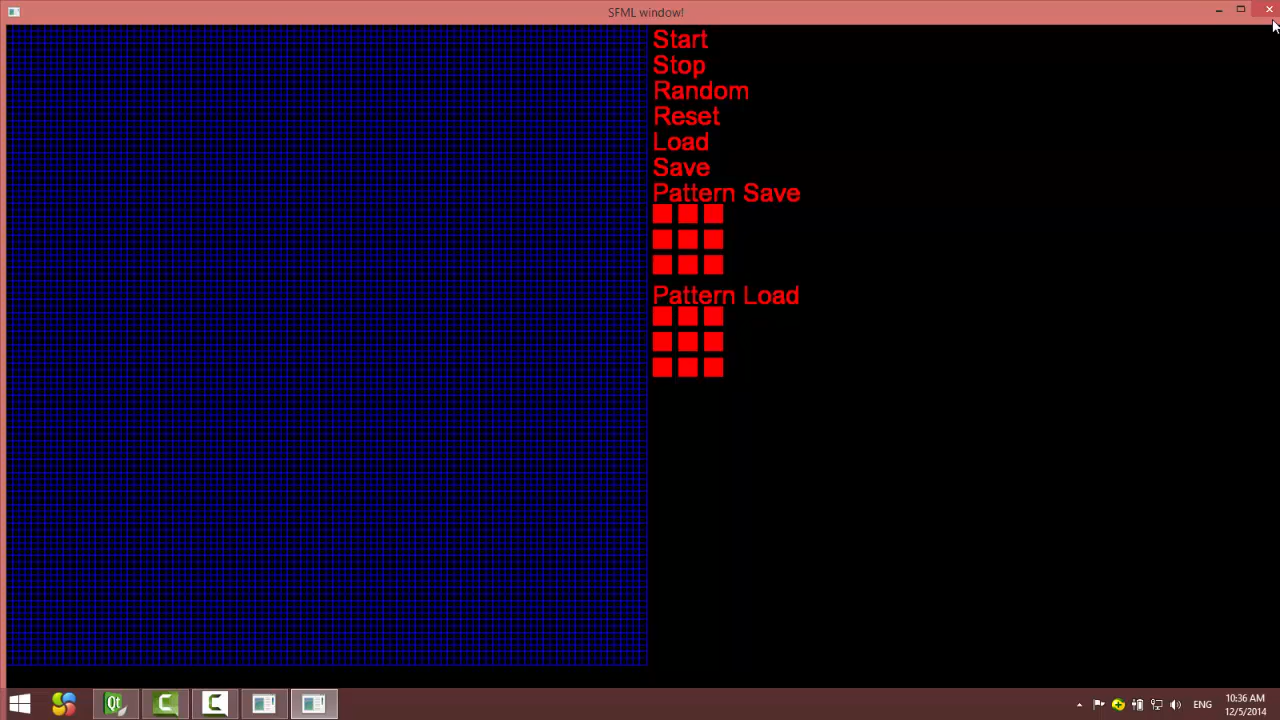 SFML window!
Start
Stop
Random
Reset
Load
Save
Pattern Save
Pattern Load
Qt
C
C
ENG
10:36 AM
12/5/2014